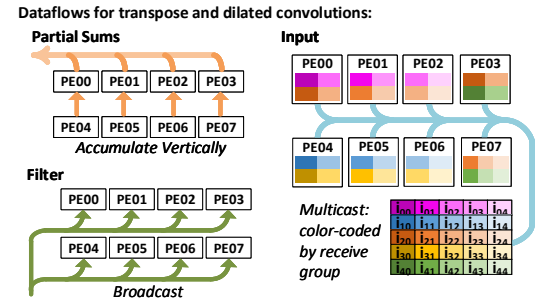 Dataflows for transpose and dilated convolutions:
Partial Sums
PE00 PE01 PE02 PE03
PE04 PE05 PE06 PE07
Accumulate Vertically
Filter
PE00 PE01 PE02 PE03
PE04 PE05 PE06 PE07
Broadcast
Input
PE00 PE01 PE02 PE03
PE04 PE05 PE06 PE07
Multicast:
color-coded
by receive
group
i00 i01 i02 i03 i04
i10 i11 i12 i13 i14
i20 i21 i22 i23 i24
i30 i31 i32 i33 i34
i40 i41 i42 i43 i44